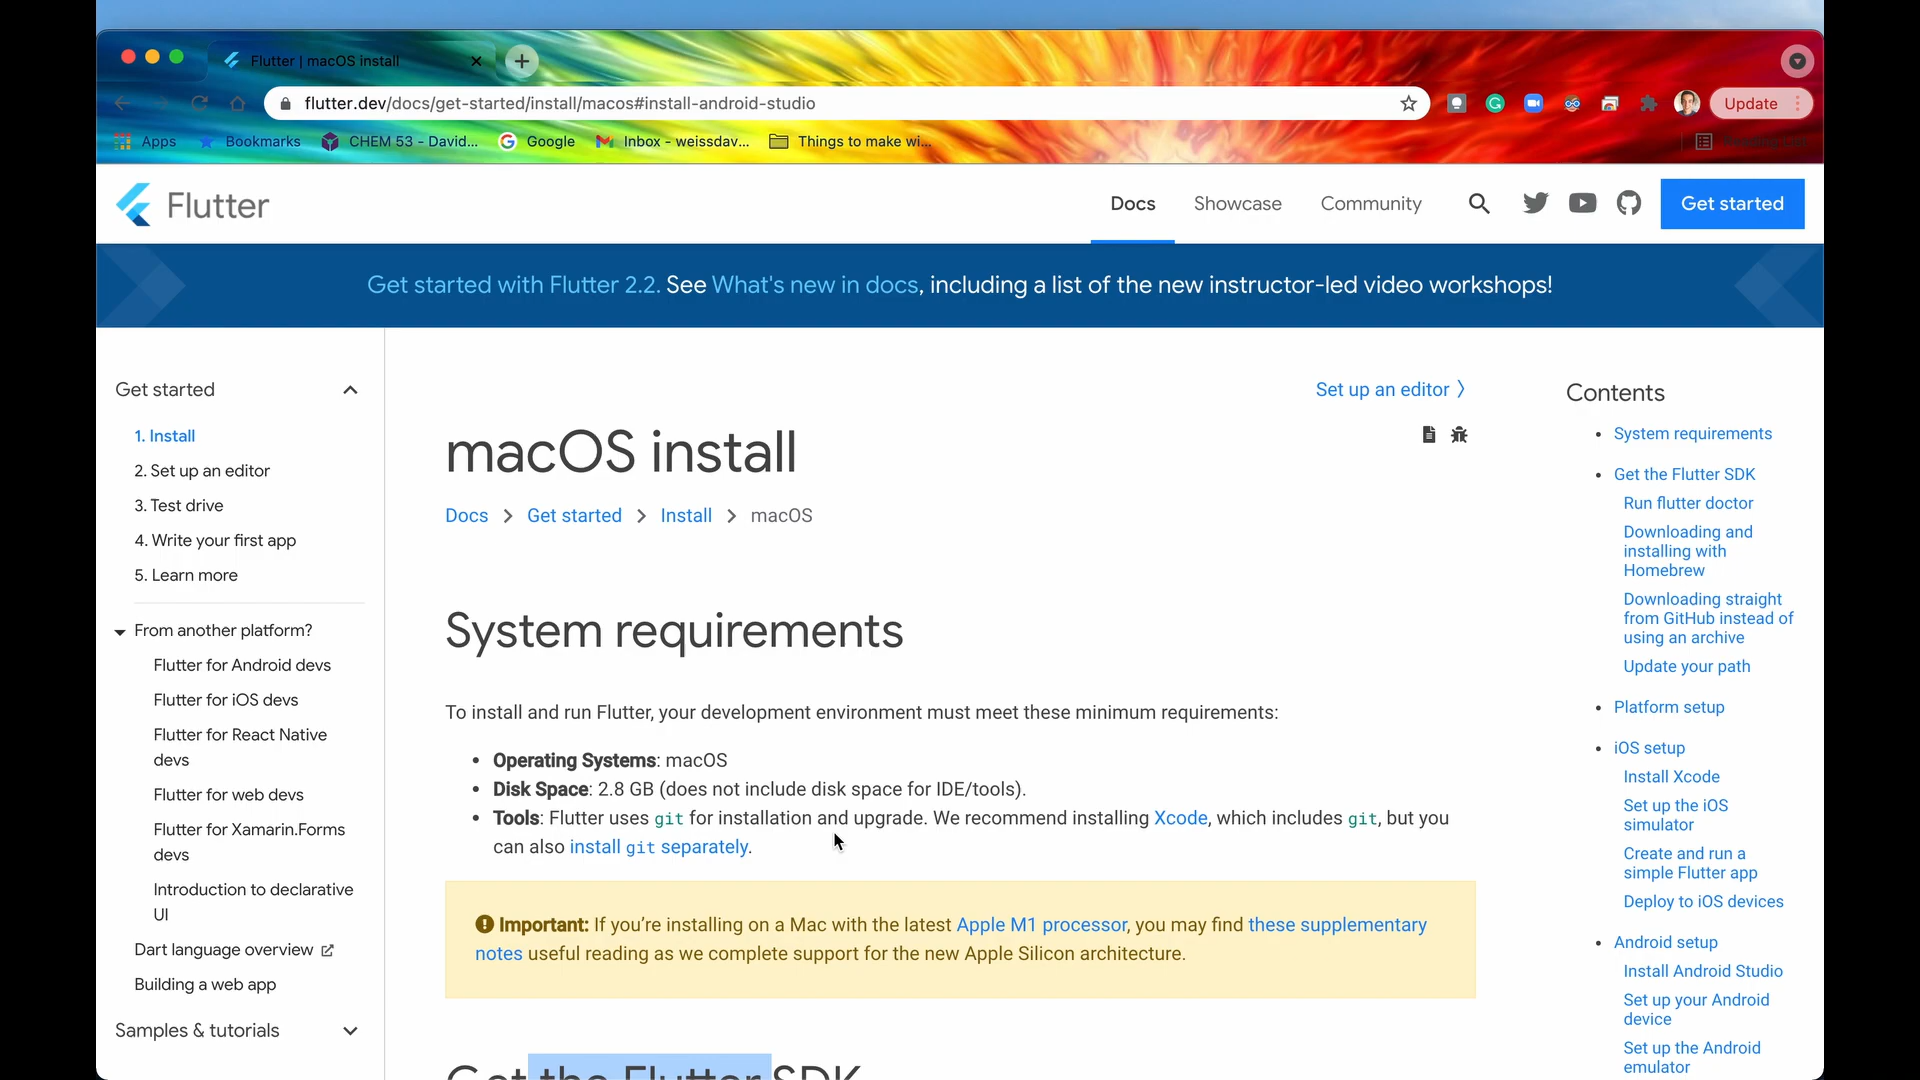 Flutter | macOS install
flutter.dev/docs/get-started/install/macos#install-android-studio
Update
Apps
Bookmarks
CHEM 53 - David...
Google
Inbox - weissdav...
Things to make wi...
Reading List
Flutter
Docs
Showcase
Community
Get started
Get started with Flutter 2.2. See What's new in docs, including a list of the new instructor-led video workshops!
Get started
1. Install
2. Set up an editor
3. Test drive
4. Write your first app
5. Learn more
From another platform?
Flutter for Android devs
Flutter for iOS devs
Flutter for React Native
devs
Flutter for web devs
Flutter for Xamarin.Forms
devs
Introduction to declarative
UI
Dart language overview
Building a web app
Samples & tutorials
Set up an editor
macOS install
Docs > Get started > Install > macOS
System requirements
To install and run Flutter, your development environment must meet these minimum requirements:
• Operating Systems: macOS
• Disk Space: 2.8 GB (does not include disk space for IDE/tools).
• Tools: Flutter uses git for installation and upgrade. We recommend installing Xcode, which includes git, but you
can also install git separately.
Important: If you’re installing on a Mac with the latest Apple M1 processor, you may find these supplementary
notes useful reading as we complete support for the new Apple Silicon architecture.
Get the Flutter SDK
Contents
• System requirements
• Get the Flutter SDK
Run flutter doctor
Downloading and
installing with
Homebrew
Downloading straight
from GitHub instead of
using an archive
Update your path
• Platform setup
• iOS setup
Install Xcode
Set up the iOS
simulator
Create and run a
simple Flutter app
Deploy to iOS devices
• Android setup
Install Android Studio
Set up your Android
device
Set up the Android
emulator